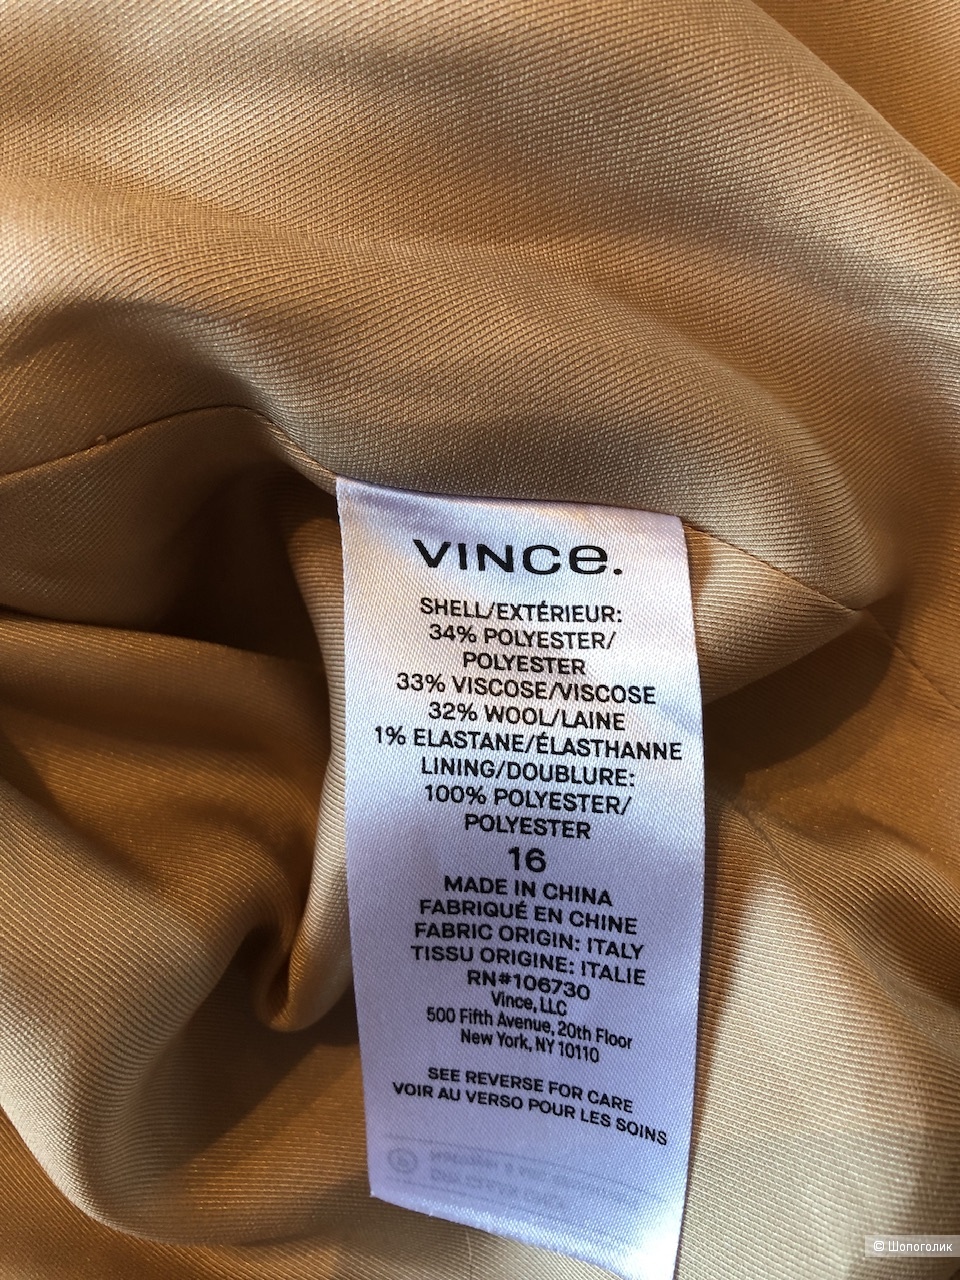 VINCE.
SHELL/EXTÉRIEUR:
34% POLYESTER/
POLYESTER
33% VISCOSE/VISCOSE
32% WOOL/LAINE
1% ELASTANE/ÉLASTHANNE
LINING/DOUBLURE:
100% POLYESTER/
POLYESTER
16
MADE IN CHINA
FABRIQUÉ EN CHINE
FABRIC ORIGIN: ITALY
TISSU ORIGINE: ITALIE
RN#106730
Vince, LLC
500 Fifth Avenue, 20th Floor
New York, NY 10110
SEE REVERSE FOR CARE
VOIR AU VERSO POUR LES SOINS
© Шопоголик